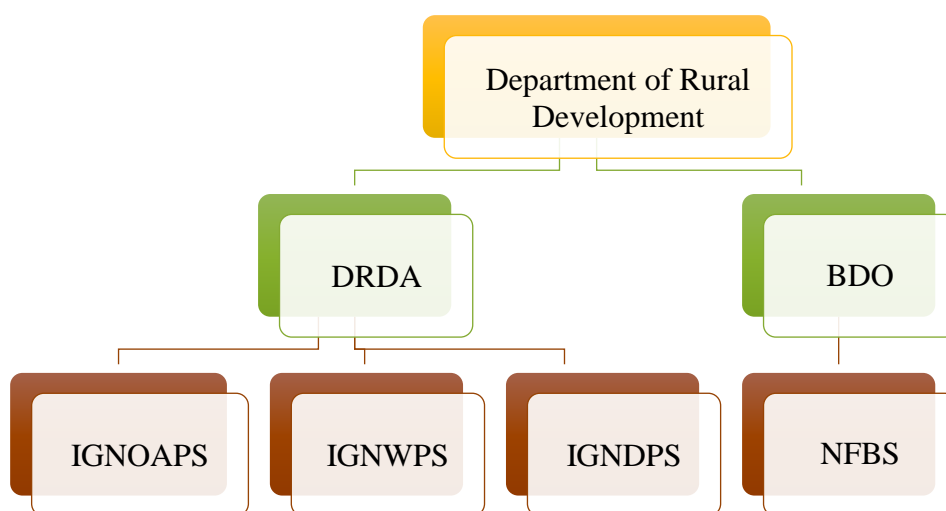 Department of Rural
Development
DRDA
BDO
IGNOAPS
IGNWPS
IGNDPS
NFBS